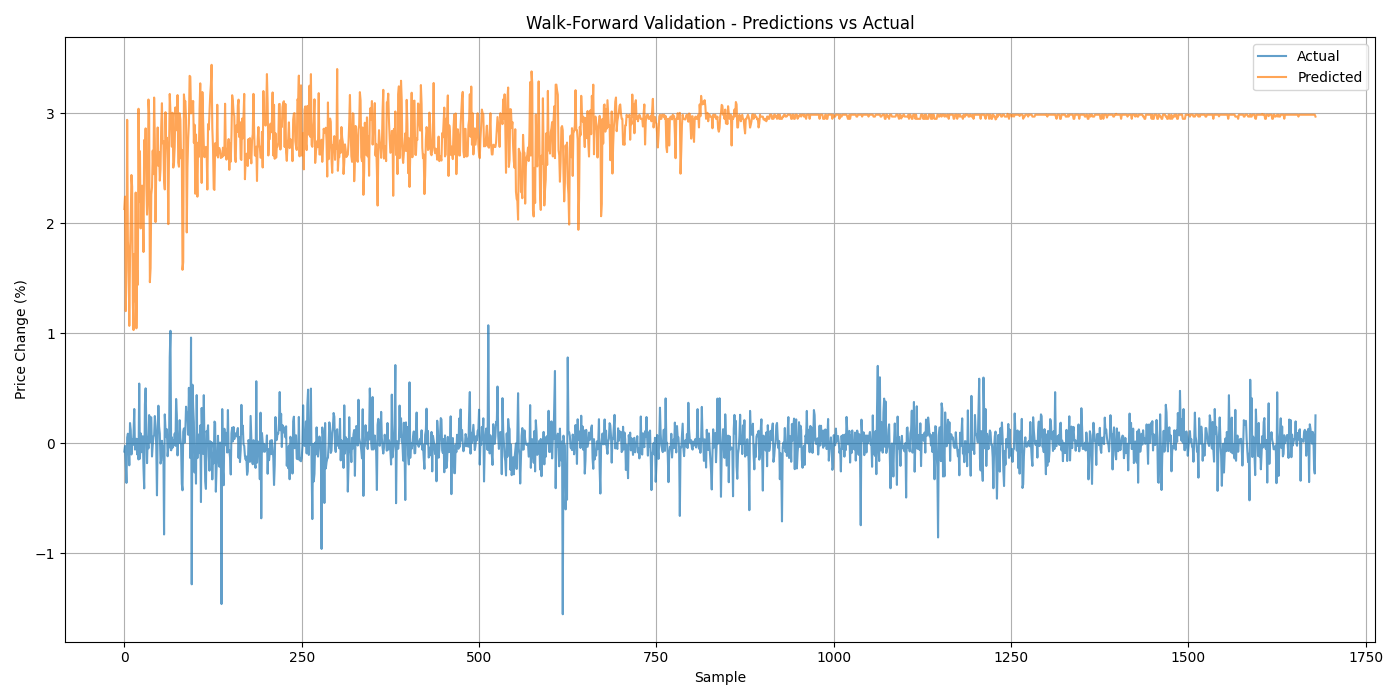 Walk-Forward Validation - Predictions vs Actual
Actual
Predicted
3
2
1
0
−1
Price Change (%)
0
250
500
750
1000
1250
1500
1750
Sample